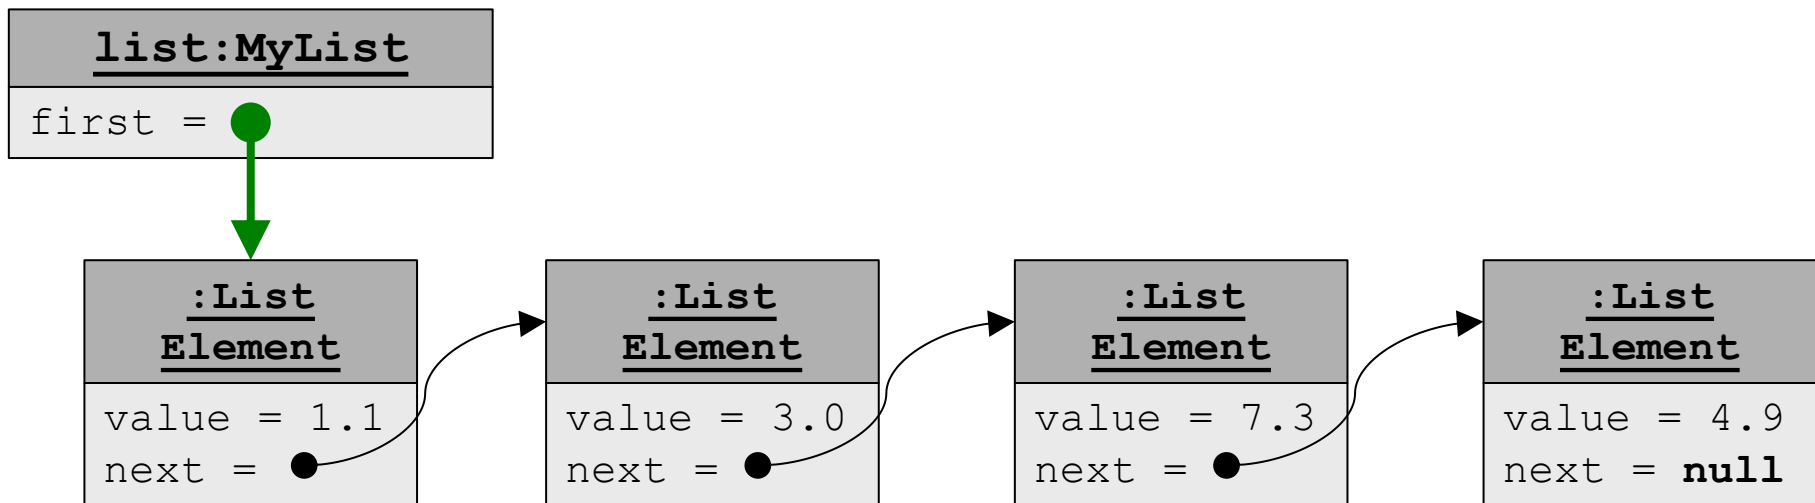 list:MyList
first =
:List
Element
value = 1.1
next =
:List
Element
value = 3.0
next =
:List
Element
value = 7.3
next =
:List
Element
value = 4.9
next = null